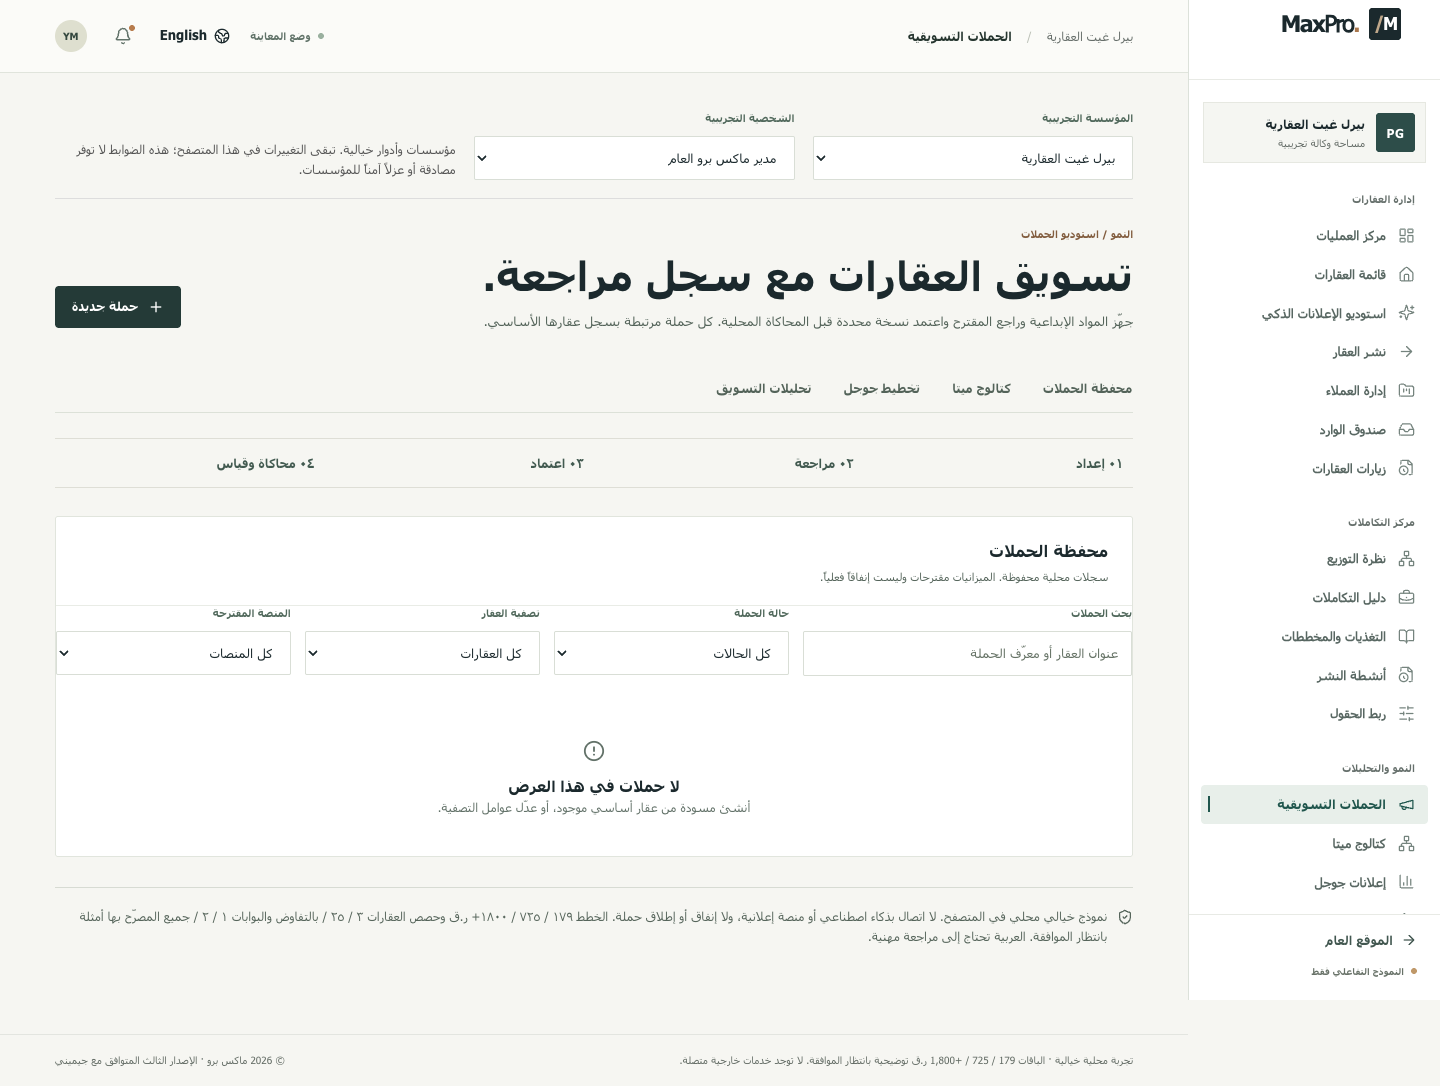 MaxPro.
/M
بيرل غيت العقارية / الحملات التسويقية
وضع المعاينة
English
YM
PG
بيرل غيت العقارية
مساحة وكالة تجريبية
إدارة العقارات
مركز العمليات
قائمة العقارات
استوديو الإعلانات الذكي
نشر العقار
إدارة العملاء
صندوق الوارد
زيارات العقارات
مركز التكاملات
نظرة التوزيع
دليل التكاملات
التغذيات والمخططات
أنشطة النشر
ربط الحقول
النمو والتحليلات
الحملات التسويقية
كتالوج ميتا
إعلانات جوجل
الموقع العام
النموذج التفاعلي فقط
المؤسسة التجريبية
بيرل غيت العقارية
الشخصية التجريبية
مدير ماكس برو العام
مؤسسات وأدوار خيالية. تبقى التغييرات في هذا المتصفح؛ هذه الضوابط لا توفر
مصادقة أو عزلاً آمناً للمؤسسات.
النمو / استوديو الحملات
تسويق العقارات مع سجل مراجعة.
جهّز المواد الإبداعية وراجع المقترح واعتمد نسخة محددة قبل المحاكاة المحلية. كل حملة مرتبطة بسجل عقارها الأساسي.
حملة جديدة
محفظة الحملات
كتالوج ميتا
تخطيط جوجل
تحليلات التسويق
٠١ إعداد
٠٢ مراجعة
٠٣ اعتماد
٠٤ محاكاة وقياس
محفظة الحملات
سجلات محلية محفوظة. الميزانيات مقترحات وليست إنفاقاً فعلياً.
بحث الحملات
عنوان العقار أو معرّف الحملة
حالة الحملة
كل الحالات
تصفية العقار
كل العقارات
المنصة المقترحة
كل المنصات
لا حملات في هذا العرض
أنشئ مسودة من عقار أساسي موجود، أو عدّل عوامل التصفية.
نموذج خيالي محلي في المتصفح. لا اتصال بذكاء اصطناعي أو منصة إعلانية، ولا إنفاق أو إطلاق حملة. الخطط ١٧٩ / ٧٢٥ / ١٨٠٠+ ر.ق وحصص العقارات ٣ / ٢٥ / بالتفاوض والبوابات ١ / ٢ / جميع المصرّح بها أمثلة
بانتظار الموافقة. العربية تحتاج إلى مراجعة مهنية.
تجربة محلية خيالية · الباقات 179 / 725 / +1,800 ر.ق توضيحية بانتظار الموافقة. لا توجد خدمات خارجية متصلة.
© 2026 ماكس برو · الإصدار الثالث المتوافق مع جيميني